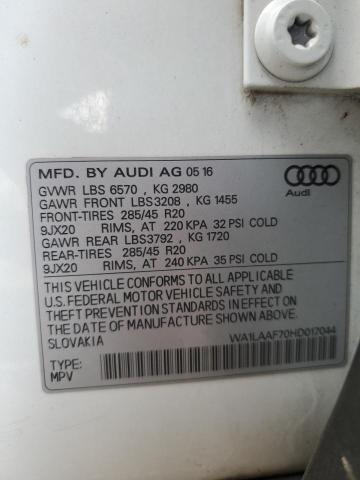 MFD. BY AUDI AG 05 16
GVWR LBS 6570 , KG 2980
GAWR FRONT LBS3208 , KG 1455
FRONT-TIRES 285/45 R20
9JX20 RIMS, AT 220 KPA 32 PSI COLD
GAWR REAR LBS3792 , KG 1720
REAR-TIRES 285/45 R20
9JX20 RIMS, AT 240 KPA 35 PSI COLD
Audi
THIS VEHICLE CONFORMS TO ALL APPLICABLE
U.S. FEDERAL MOTOR VEHICLE SAFETY AND
THEFT PREVENTION STANDARDS IN EFFECT ON
THE DATE OF MANUFACTURE SHOWN ABOVE.
SLOVAKIA
WA1LAAF70HD017044
TYPE:
MPV